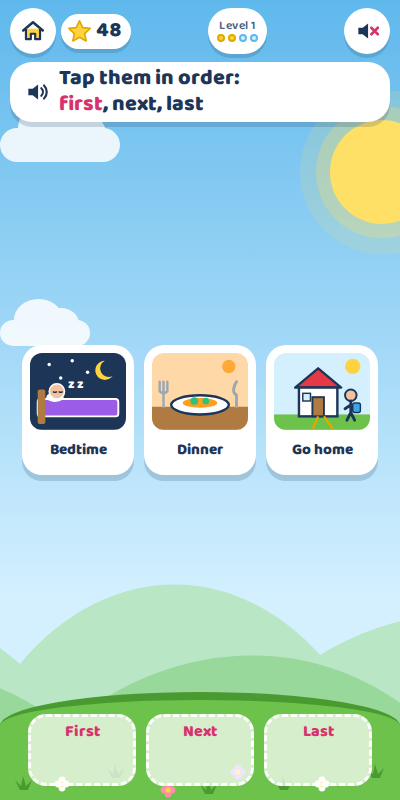 48
Level 1
Tap them in order:
first, next, last
z z
Bedtime
Dinner
Go home
First
Next
Last